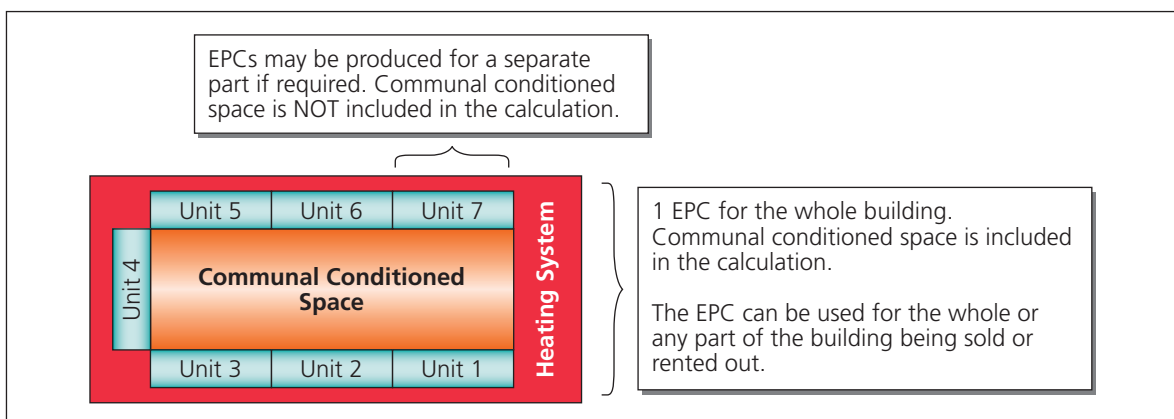 EPCs may be produced for a separate
part if required. Communal conditioned
space is NOT included in the calculation.
Unit 5
Unit 6
Unit 7
Unit 4
Communal Conditioned
Space
Heating System
Unit 3
Unit 2
Unit 1
1 EPC for the whole building.
Communal conditioned space is included
in the calculation.
The EPC can be used for the whole or
any part of the building being sold or
rented out.